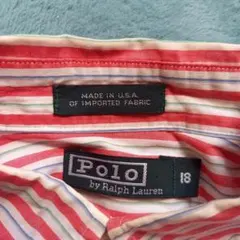 MADE IN U.S.A.
OF IMPORTED FABRIC
Polo
by Ralph Lauren
18